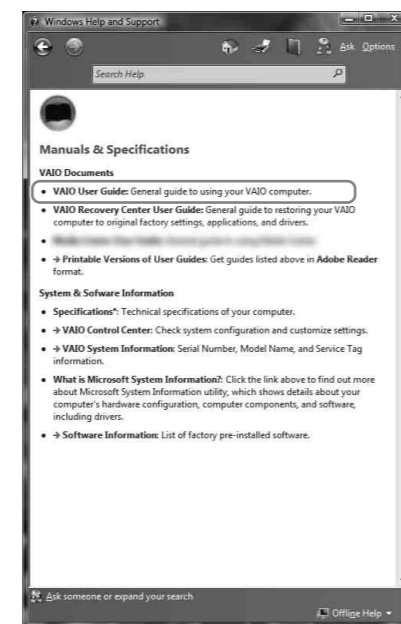 Windows Help and Support
Ask Options
Search Help
Manuals & Specifications
VAIO Documents
• VAIO User Guide: General guide to using your VAIO computer.
• VAIO Recovery Center User Guide: General guide to restoring your VAIO
computer to original factory settings, applications, and drivers.
• → Printable Versions of User Guides: Get guides listed above in Adobe Reader
format.
System & Sofware Information
• Specifications*: Technical specifications of your computer.
• → VAIO Control Center: Check system configuration and customize settings.
• → VAIO System Information: Serial Number, Model Name, and Service Tag
information.
• What is Microsoft System Information?: Click the link above to find out more
about Microsoft System Information utility, which shows details about your
computer's hardware configuration, computer components, and software,
including drivers.
• → Software Information: List of factory pre-installed software.
Ask someone or expand your search
Offline Help